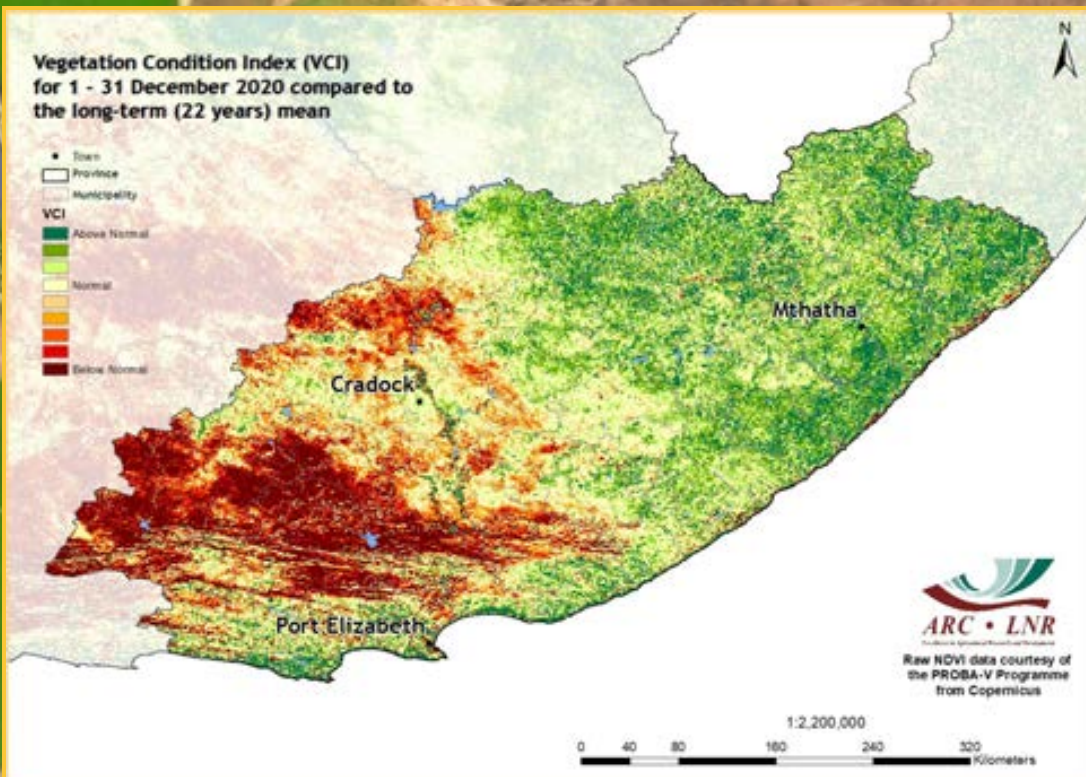 Vegetation Condition Index (VCI)
for 1 - 31 December 2020 compared to
the long-term (22 years) mean
N
Town
Province
Municipality
VCI
Above Normal
Normal
Below Normal
Mthatha
Cradock
Port Elizabeth
ARC • LNR
Raw NDVI data courtesy of
the PROBA-V Programme
from Copernicus
1:2,200,000
0 40 80 160 240 320
Kilometers